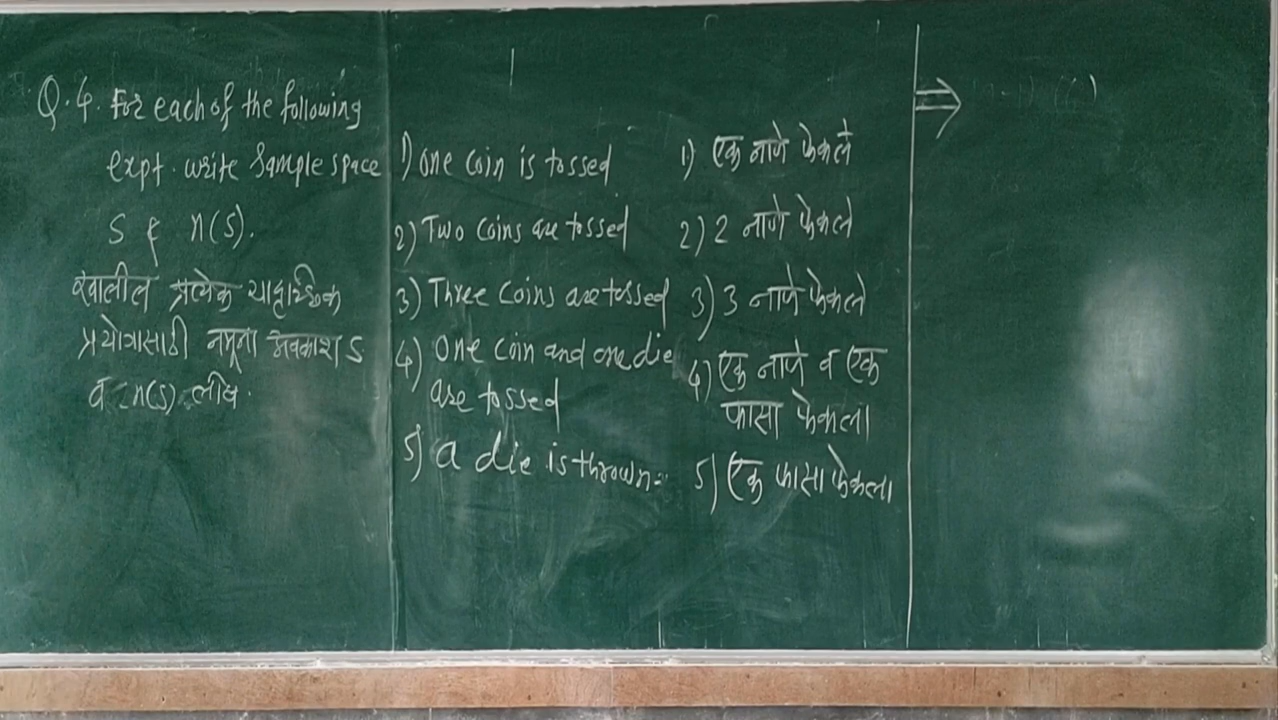 Q.4. For each of the following
expt. write Sample space
S & n(S).
खालील प्रत्येक यादृच्छिक
प्रयोगासाठी नमूना अवकाश S
व n(S) लीव.
1) One coin is tossed
2) Two coins are tossed
3) Three coins are tossed
4) One coin and one die
are tossed
5) a die is thrown.
1) एक नाणे फेकले
2) 2 नाणे फेकले
3) 3 नाणे फेकले
4) एक नाणे व एक
फासा फेकला
5) एक फासा फेकला
⇒